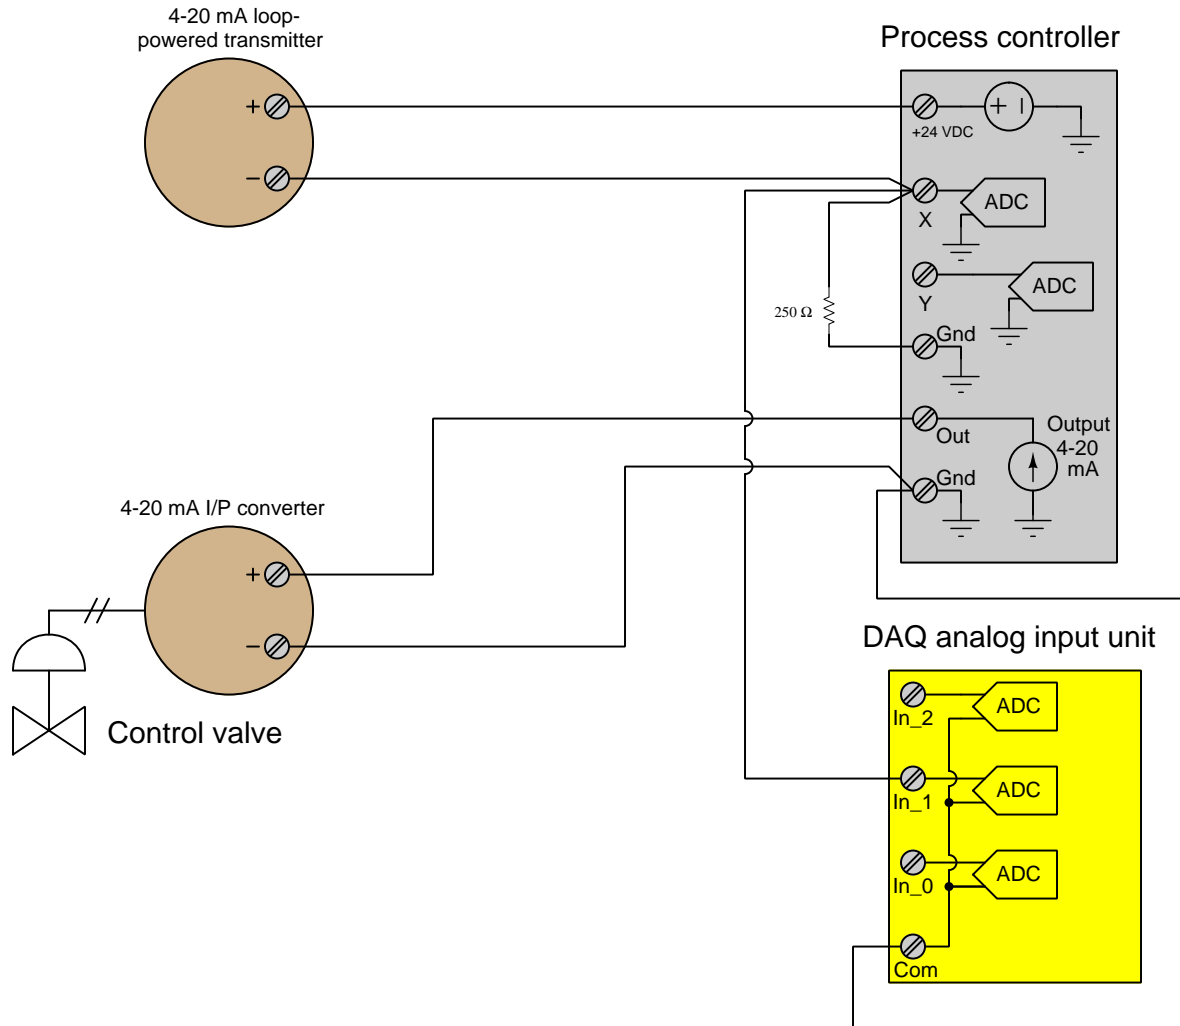 4-20 mA loop-
powered transmitter
+
−
Process controller
+24 VDC
+ −
X
ADC
Y
ADC
250 Ω
Gnd
Out
Output
4-20
mA
Gnd
4-20 mA I/P converter
+
−
Control valve
DAQ analog input unit
In_2
ADC
In_1
ADC
In_0
ADC
Com